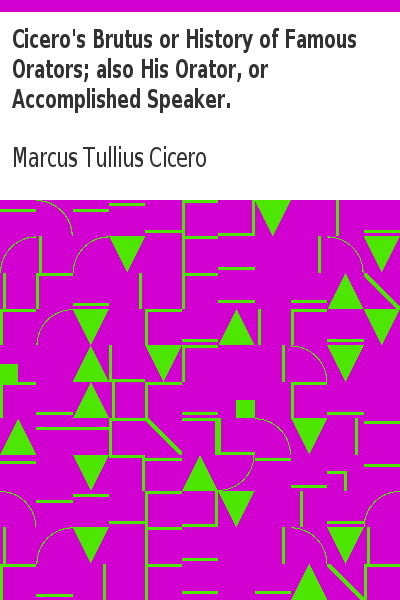 Cicero's Brutus or History of Famous
Orators; also His Orator, or
Accomplished Speaker.
Marcus Tullius Cicero